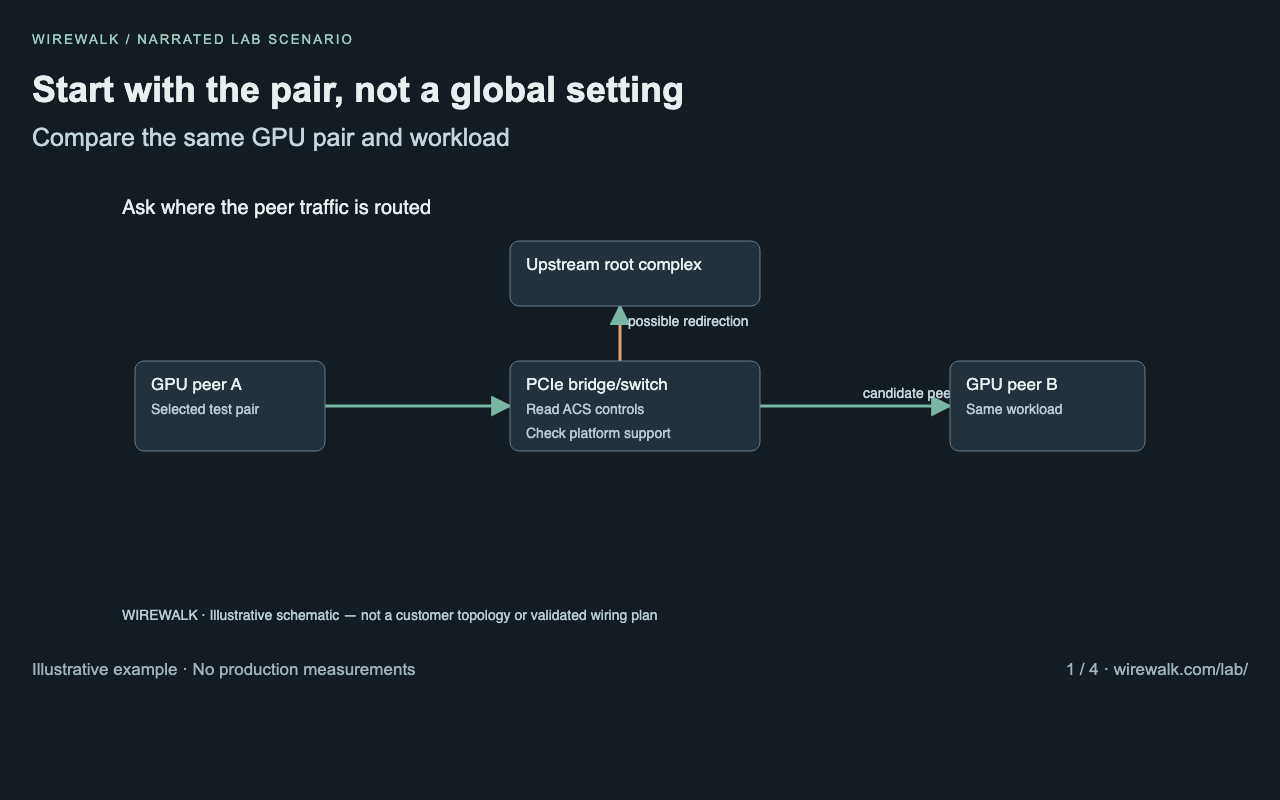 WIREWALK / NARRATED LAB SCENARIO
Start with the pair, not a global setting
Compare the same GPU pair and workload
Ask where the peer traffic is routed
Upstream root complex
possible redirection
GPU peer A
Selected test pair
PCIe bridge/switch
Read ACS controls
Check platform support
candidate pee
GPU peer B
Same workload
WIREWALK · Illustrative schematic — not a customer topology or validated wiring plan
Illustrative example · No production measurements
1 / 4 · wirewalk.com/lab/